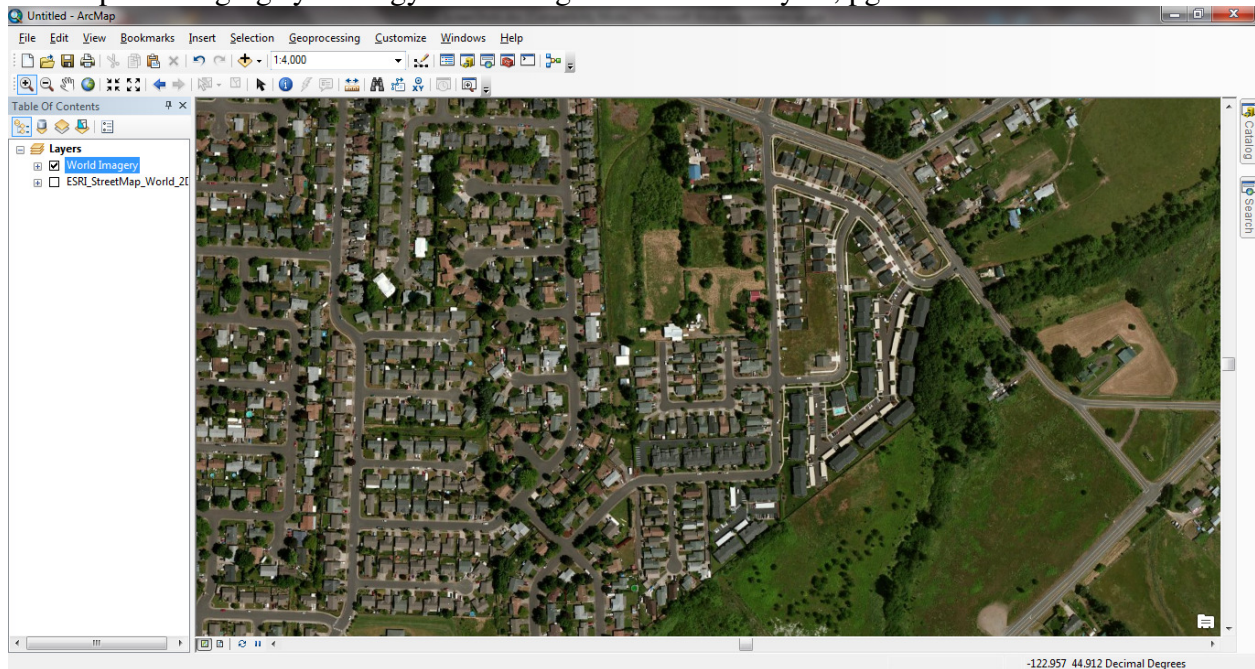 Untitled - ArcMap
File Edit View Bookmarks Insert Selection Geoprocessing Customize Windows Help
1:4,000
Table Of Contents
Layers
World Imagery
ESRI_StreetMap_World_2D
Catalog
Search
-122.957 44.912 Decimal Degrees